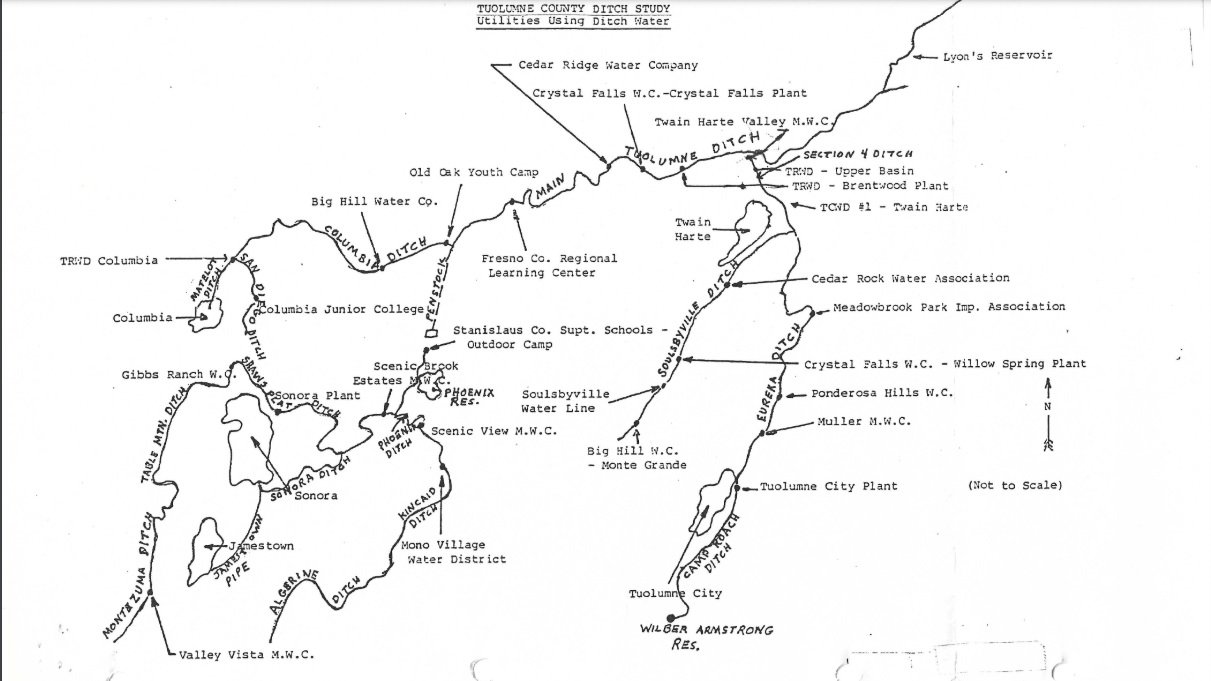 TUOLUMNE COUNTY DITCH STUDY
Utilities Using Ditch Water
Lyon's Reservoir
Cedar Ridge Water Company
Crystal Falls W.C.-Crystal Falls Plant
Twain Harte Valley M.W.C.
TUOLUMNE DITCH
SECTION 4 DITCH
TRWD - Upper Basin
TRWD - Brentwood Plant
TCWD #1 - Twain Harte
Old Oak Youth Camp
MAIN
Big Hill Water Co.
Twain
Harte
COLUMBIA DITCH
Fresno Co. Regional
Learning Center
TRWD Columbia
MATELOT
DITCH
SAN DIEGO DITCH
PENSTOCK
Columbia
Columbia Junior College
Cedar Rock Water Association
Meadowbrook Park Imp. Association
SOULSBYVILLE DITCH
Stanislaus Co. Supt. Schools -
Outdoor Camp
Crystal Falls W.C. - Willow Spring Plant
EUREKA DITCH
Gibbs Ranch W.C.
SHAWS FLAT DITCH
Scenic Brook
Estates M.W.C.
PHOENIX
RES.
Soulsbyville
Water Line
Ponderosa Hills W.C.
N
Sonora Plant
TABLE MTN. DITCH
PHOENIX
DITCH
Scenic View M.W.C.
Muller M.W.C.
Big Hill W.C.
- Monte Grande
SONORA DITCH
Sonora
Tuolumne City Plant
(Not to Scale)
KINCAID
DITCH
MONTEZUMA DITCH
Jamestown
JAMESTOWN
PIPE
Mono Village
Water District
CAMP ROACH
DITCH
ALGERINE DITCH
Tuolumne City
WILBER ARMSTRONG
RES.
Valley Vista M.W.C.